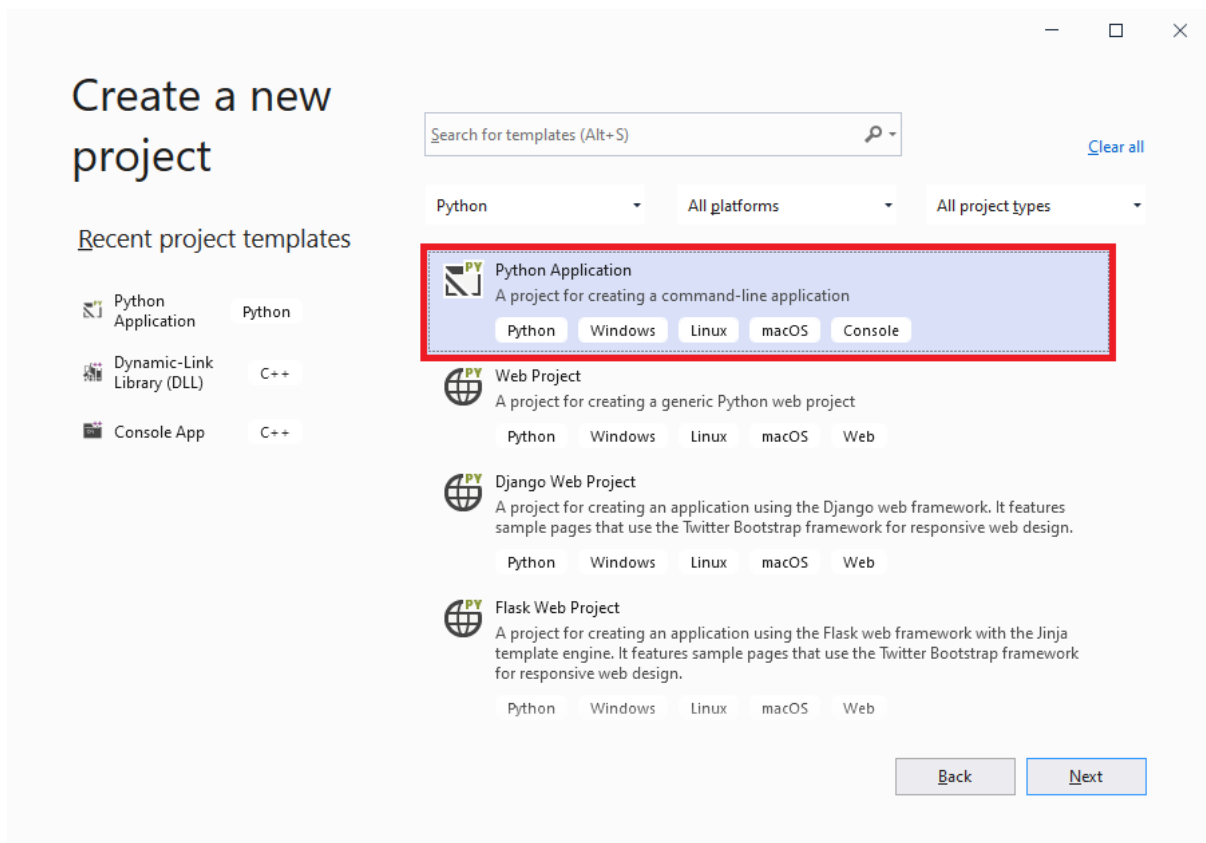 Create a new
project
Search for templates (Alt+S)
Clear all
Python
All platforms
All project types
Recent project templates
Python
Application
Python
Dynamic-Link
Library (DLL)
C++
Console App
C++
PY
Python Application
A project for creating a command-line application
Python Windows Linux macOS Console
PY
Web Project
A project for creating a generic Python web project
Python Windows Linux macOS Web
PY
Django Web Project
A project for creating an application using the Django web framework. It features
sample pages that use the Twitter Bootstrap framework for responsive web design.
Python Windows Linux macOS Web
PY
Flask Web Project
A project for creating an application using the Flask web framework with the Jinja
template engine. It features sample pages that use the Twitter Bootstrap framework
for responsive web design.
Python Windows Linux macOS Web
Back
Next